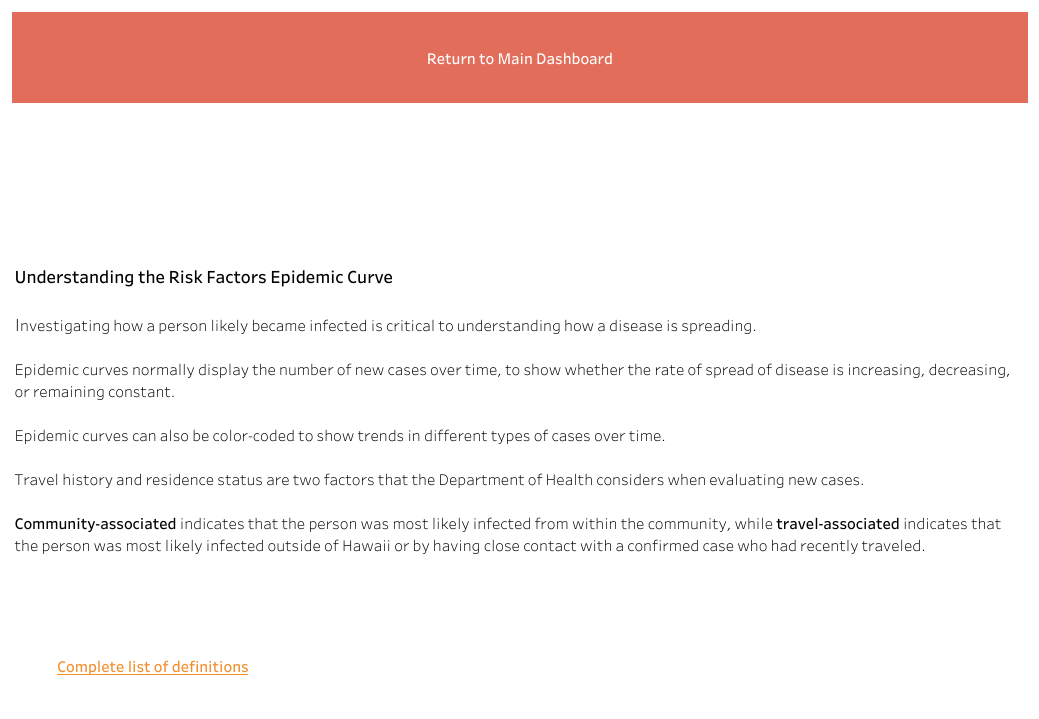 Return to Main Dashboard
Understanding the Risk Factors Epidemic Curve
Investigating how a person likely became infected is critical to understanding how a disease is spreading.
Epidemic curves normally display the number of new cases over time, to show whether the rate of spread of disease is increasing, decreasing,
or remaining constant.
Epidemic curves can also be color-coded to show trends in different types of cases over time.
Travel history and residence status are two factors that the Department of Health considers when evaluating new cases.
Community-associated indicates that the person was most likely infected from within the community, while travel-associated indicates that
the person was most likely infected outside of Hawaii or by having close contact with a confirmed case who had recently traveled.
Complete list of definitions